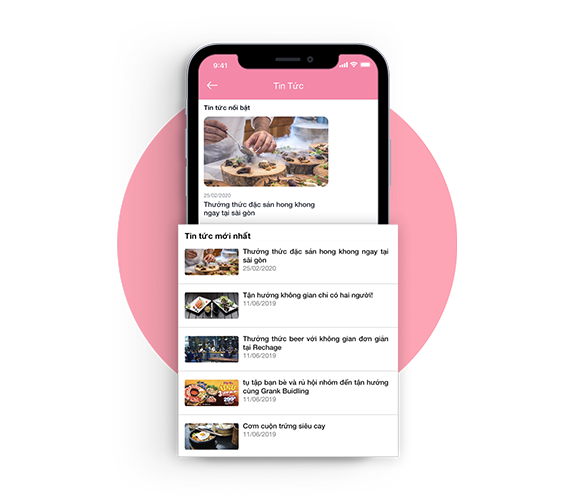 9:41
Tin Tức
Tin tức nổi bật
25/02/2020
Thưởng thức đặc sản hong khong
ngay tại sài gòn
Tin tức mới nhất
Thưởng thức đặc sản hong khong ngay tại
sài gòn
25/02/2020
Tận hưởng không gian chỉ có hai người!
11/06/2019
Thưởng thức beer với không gian đơn giản
tại Rechage
11/06/2019
tụ tập bạn bè và rủ hội nhóm đến tận hưởng
cùng Grank Buidling
11/06/2019
299
Cơm cuộn trứng siêu cay
11/06/2019